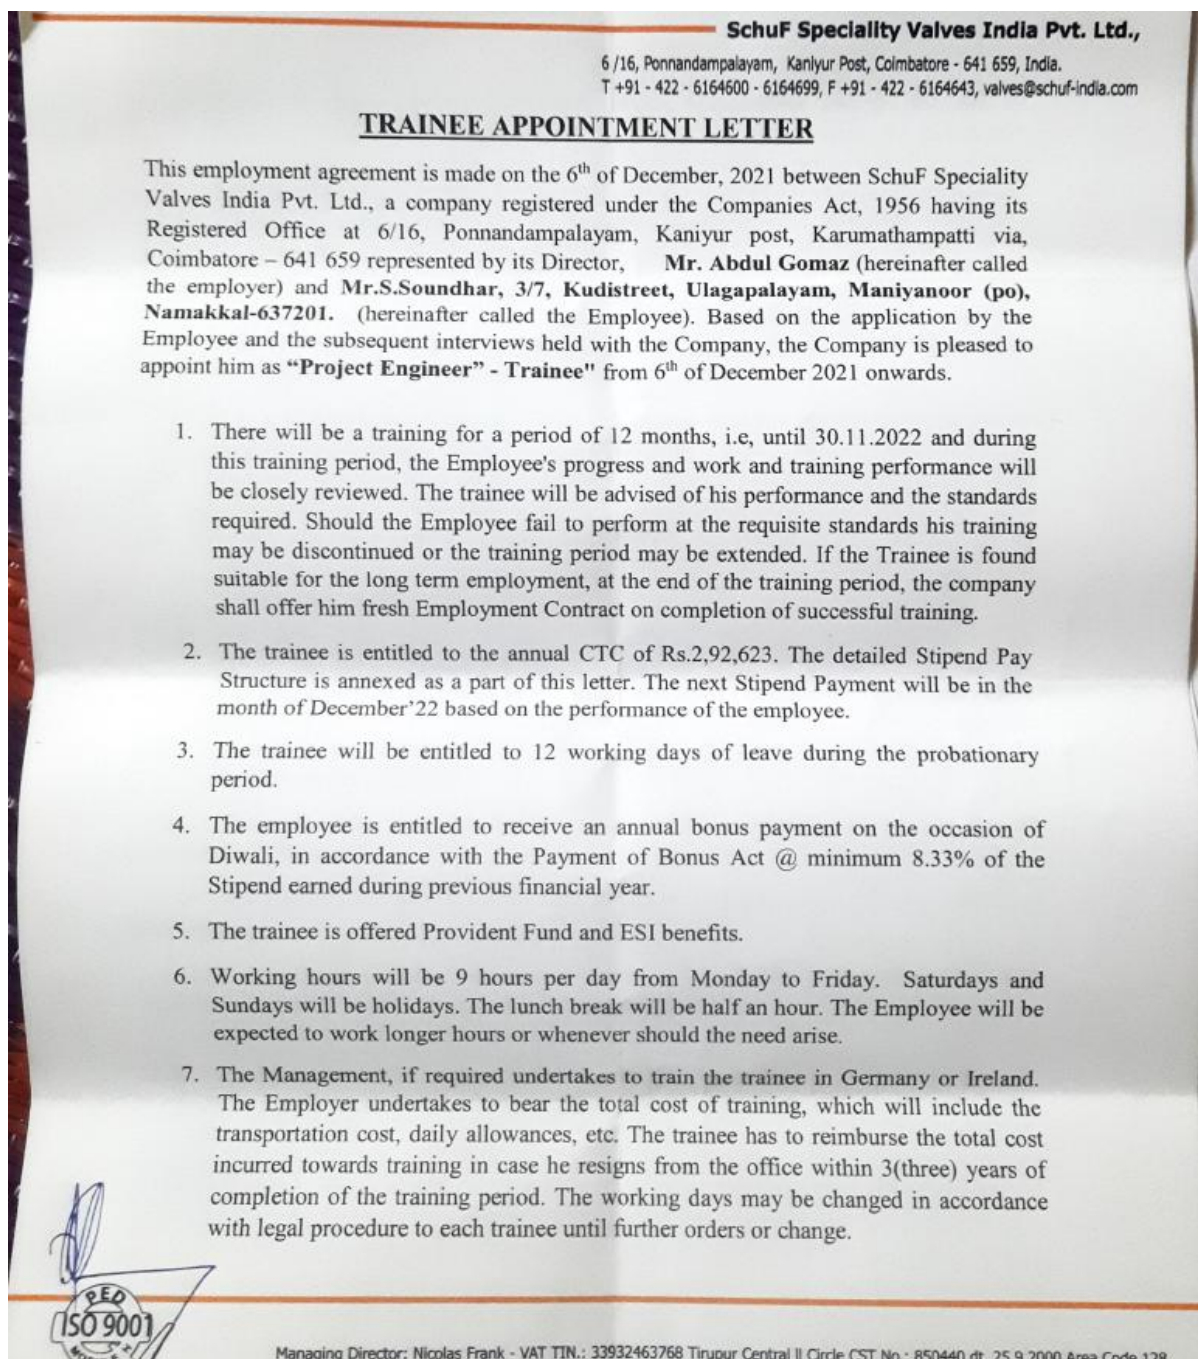 SchuF Speciality Valves India Pvt. Ltd.,
6 /16, Ponnandampalayam, Kaniyur Post, Coimbatore - 641 659, India.
T +91 - 422 - 6164600 - 6164699, F +91 - 422 - 6164643, valves@schuf-india.com
TRAINEE APPOINTMENT LETTER
This employment agreement is made on the 6th of December, 2021 between SchuF Speciality
Valves India Pvt. Ltd., a company registered under the Companies Act, 1956 having its
Registered Office at 6/16, Ponnandampalayam, Kaniyur post, Karumathampatti via,
Coimbatore – 641 659 represented by its Director, Mr. Abdul Gomaz (hereinafter called
the employer) and Mr.S.Soundhar, 3/7, Kudistreet, Ulagapalayam, Maniyanoor (po),
Namakkal-637201. (hereinafter called the Employee). Based on the application by the
Employee and the subsequent interviews held with the Company, the Company is pleased to
appoint him as “Project Engineer” - Trainee" from 6th of December 2021 onwards.
1. There will be a training for a period of 12 months, i.e, until 30.11.2022 and during
this training period, the Employee's progress and work and training performance will
be closely reviewed. The trainee will be advised of his performance and the standards
required. Should the Employee fail to perform at the requisite standards his training
may be discontinued or the training period may be extended. If the Trainee is found
suitable for the long term employment, at the end of the training period, the company
shall offer him fresh Employment Contract on completion of successful training.
2. The trainee is entitled to the annual CTC of Rs.2,92,623. The detailed Stipend Pay
Structure is annexed as a part of this letter. The next Stipend Payment will be in the
month of December’22 based on the performance of the employee.
3. The trainee will be entitled to 12 working days of leave during the probationary
period.
4. The employee is entitled to receive an annual bonus payment on the occasion of
Diwali, in accordance with the Payment of Bonus Act @ minimum 8.33% of the
Stipend earned during previous financial year.
5. The trainee is offered Provident Fund and ESI benefits.
6. Working hours will be 9 hours per day from Monday to Friday. Saturdays and
Sundays will be holidays. The lunch break will be half an hour. The Employee will be
expected to work longer hours or whenever should the need arise.
7. The Management, if required undertakes to train the trainee in Germany or Ireland.
The Employer undertakes to bear the total cost of training, which will include the
transportation cost, daily allowances, etc. The trainee has to reimburse the total cost
incurred towards training in case he resigns from the office within 3(three) years of
completion of the training period. The working days may be changed in accordance
with legal procedure to each trainee until further orders or change.
PED
ISO 9001
Managing Director: Nicolas Frank - VAT TIN.: 33932463768 Tirupur Central II Circle CST No.: 850440 dt. 25.9.2000 Area Code 128